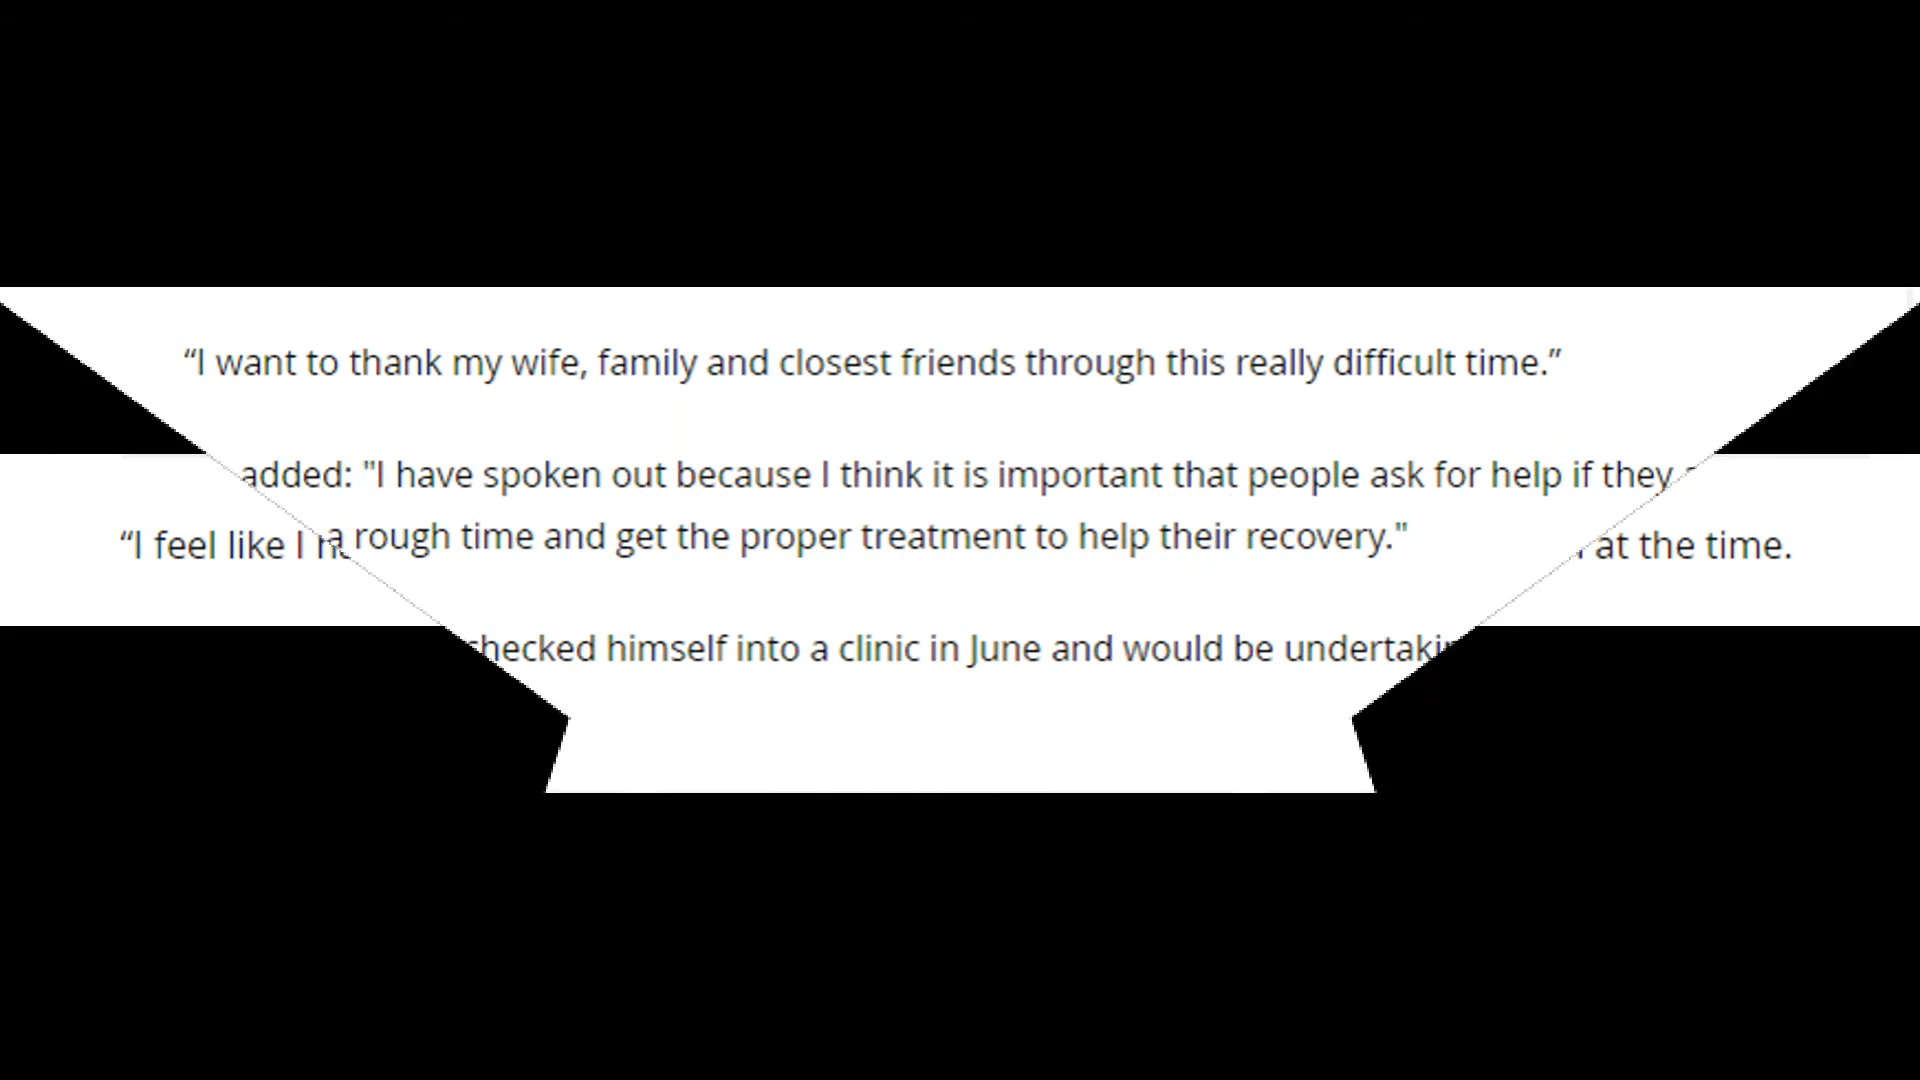 “I want to thank my wife, family and closest friends through this really difficult time.”
added: "I have spoken out because I think it is important that people ask for help if they
a rough time and get the proper treatment to help their recovery."
“I feel like I
at the time.
himself into a clinic in June and would be